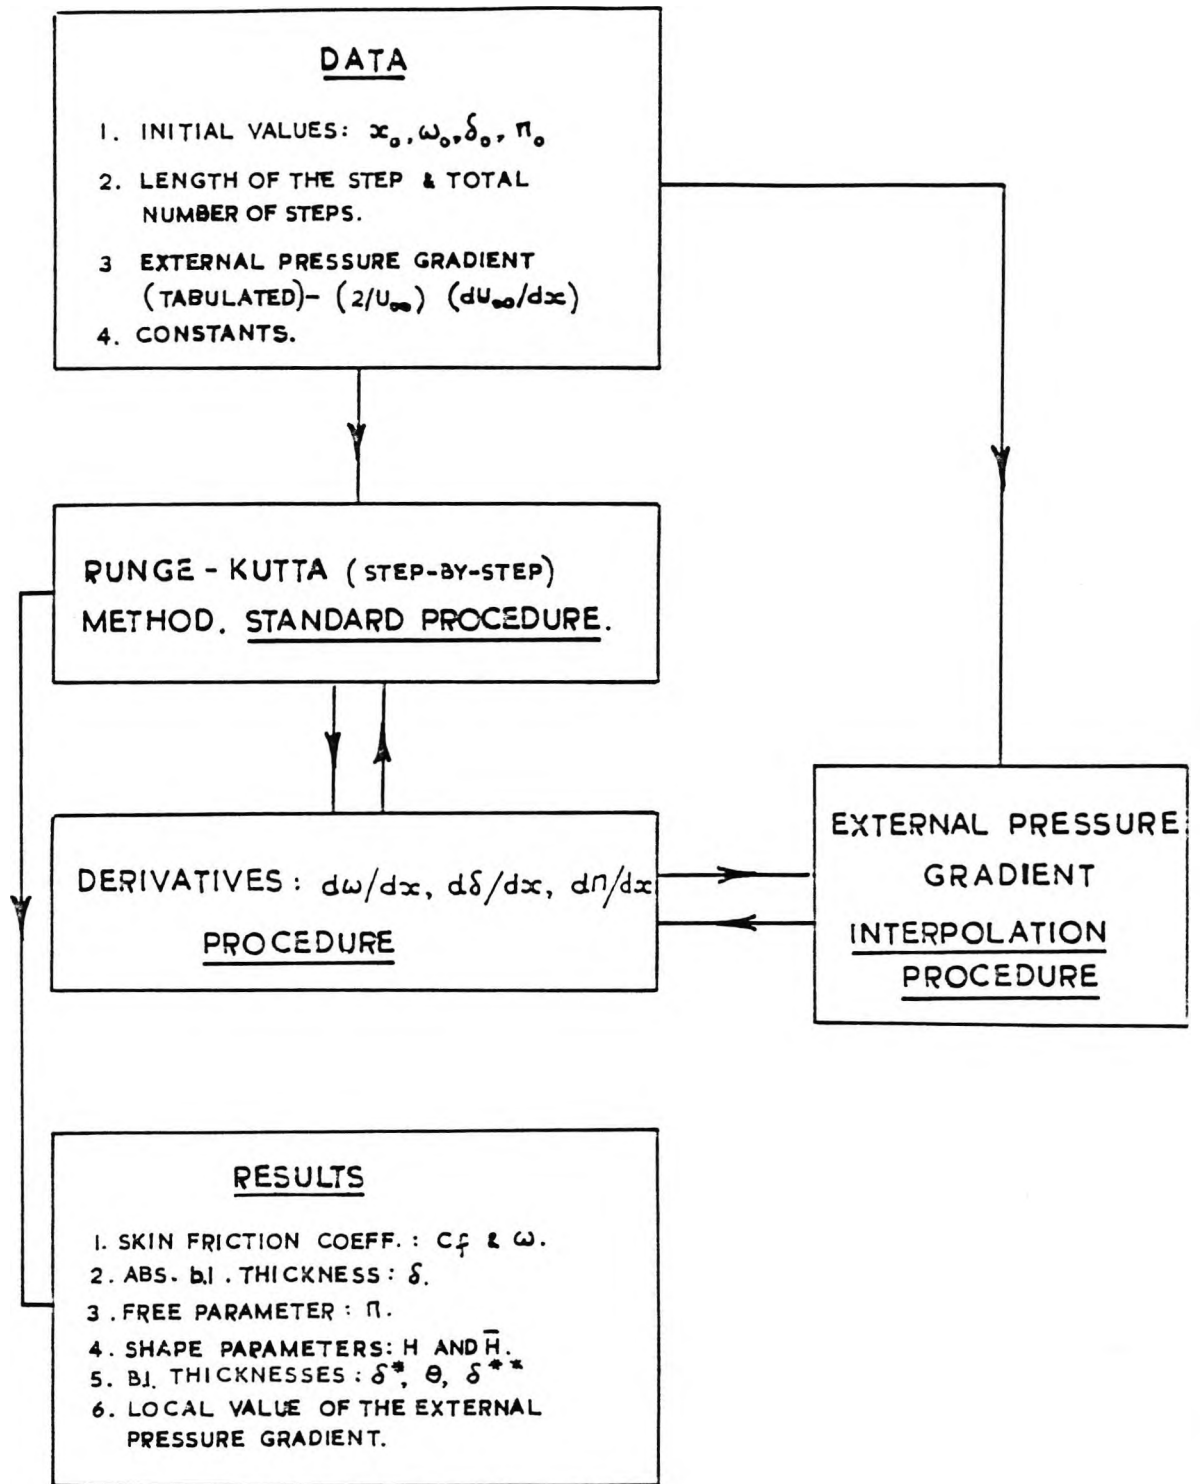 DATA
1. INITIAL VALUES: x₀, ω₀, δ₀, Π₀
2. LENGTH OF THE STEP & TOTAL
NUMBER OF STEPS.
3 EXTERNAL PRESSURE GRADIENT
(TABULATED)- (2/U∞) (dU∞/dx)
4. CONSTANTS.
RUNGE - KUTTA (STEP-BY-STEP)
METHOD. STANDARD PROCEDURE.
DERIVATIVES: dω/dx, dδ/dx, dΠ/dx
PROCEDURE
EXTERNAL PRESSURE
GRADIENT
INTERPOLATION
PROCEDURE
RESULTS
1. SKIN FRICTION COEFF.: Cf & ω.
2. ABS. b.l. THICKNESS: δ.
3. FREE PARAMETER: Π.
4. SHAPE PARAMETERS: H AND H̅.
5. B.l. THICKNESSES: δ*, θ, δ**
6. LOCAL VALUE OF THE EXTERNAL
PRESSURE GRADIENT.